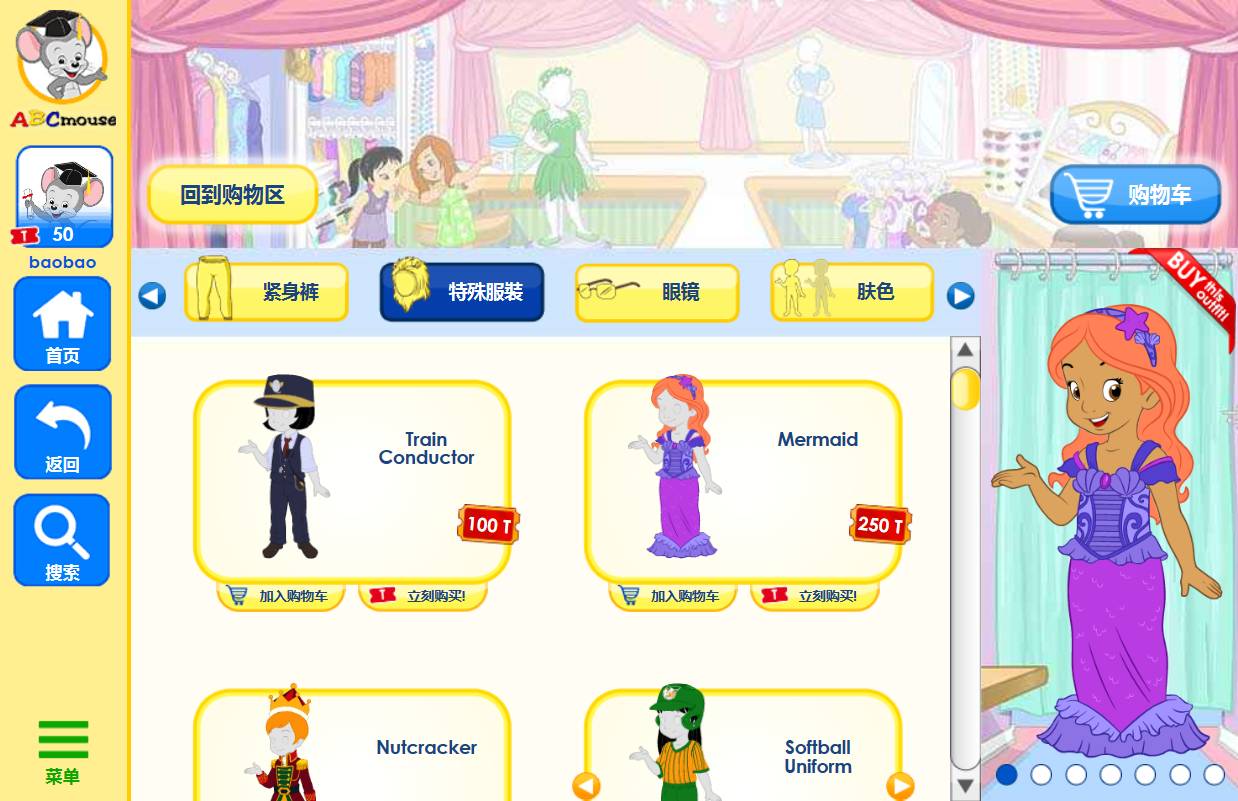 ABCmouse
T 50
baobao
首页
返回
搜索
菜单
回到购物区
购物车
紧身裤
特殊服裝
眼镜
肤色
Train
Conductor
100 T
加入购物车
T 立刻购买!
Mermaid
250 T
加入购物车
T 立刻购买!
Nutcracker
Softball
Uniform
BUY this
outfit!